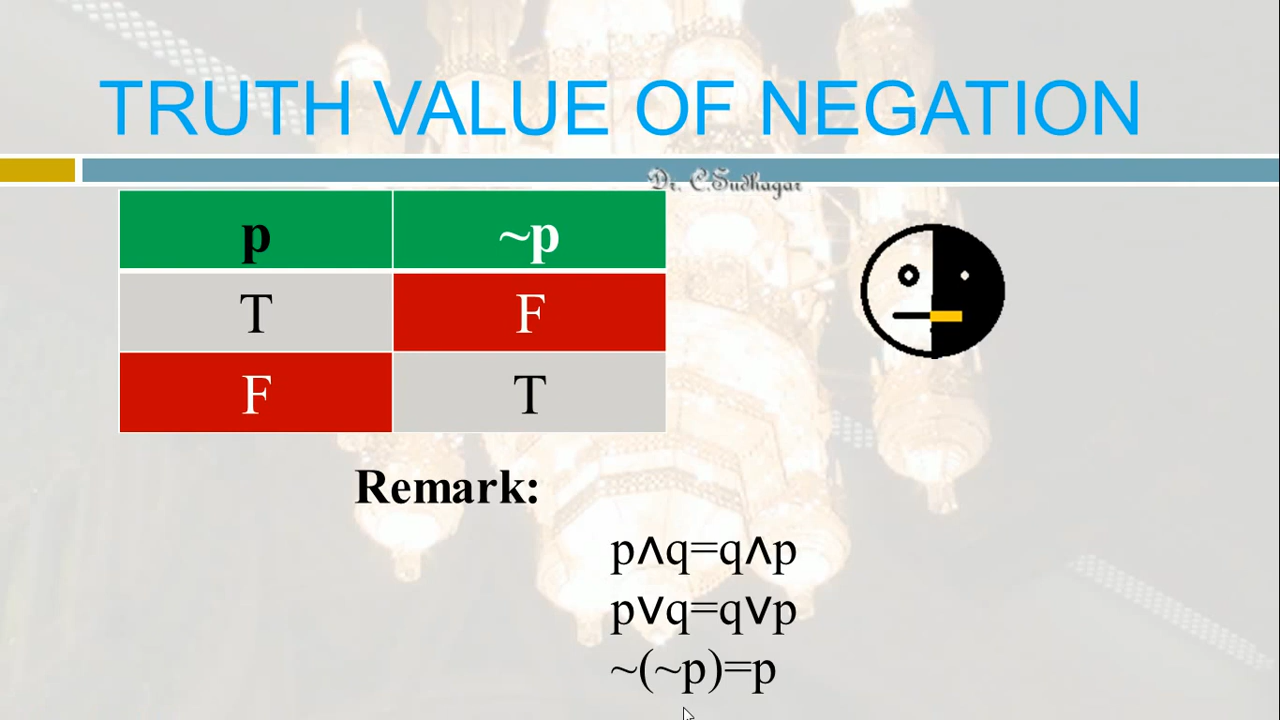 TRUTH VALUE OF NEGATION
Dr. C.Sudhagar
p ~p
T F
F T
Remark:
p∧q=q∧p
p∨q=q∨p
~(~p)=p